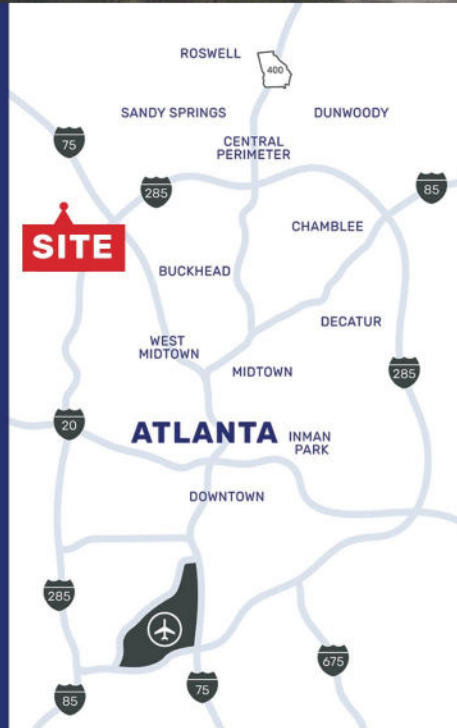 ROSWELL
400
SANDY SPRINGS
DUNWOODY
75
CENTRAL
PERIMETER
285
85
SITE
CHAMBLEE
BUCKHEAD
DECATUR
WEST
MIDTOWN
MIDTOWN
285
20
ATLANTA
INMAN
PARK
DOWNTOWN
285
675
85
75